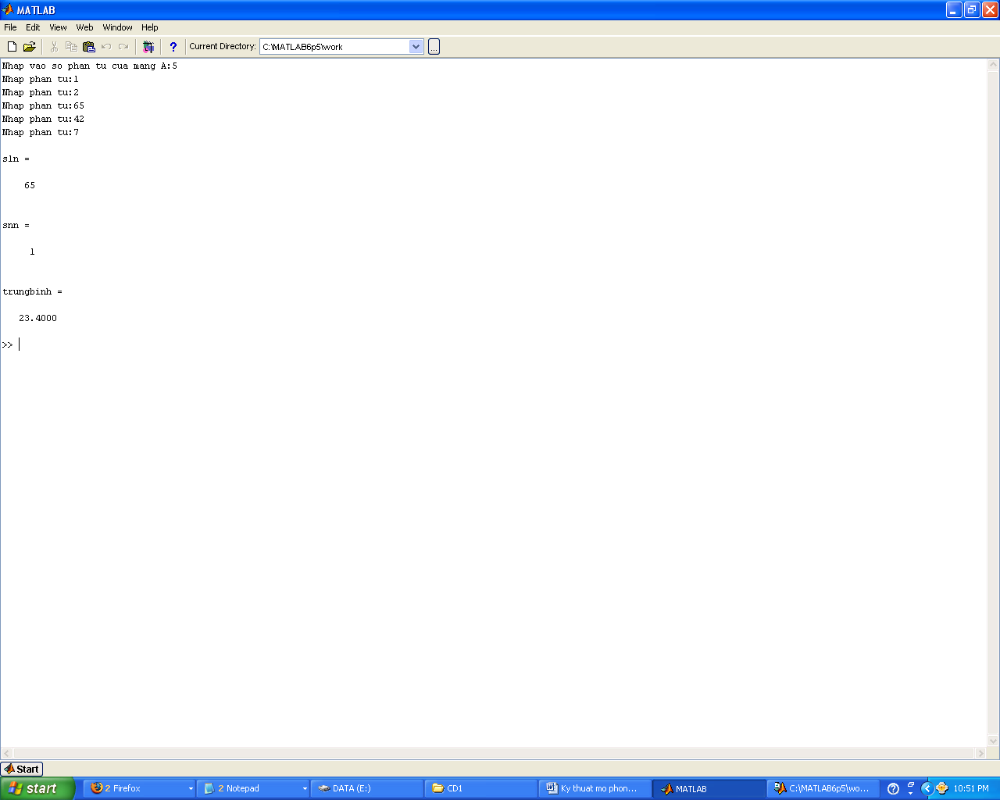 MATLAB
File Edit View Web Window Help
? Current Directory: C:\MATLAB6p5\work ...
Nhap vao so phan tu cua mang A:5
Nhap phan tu:1
Nhap phan tu:2
Nhap phan tu:65
Nhap phan tu:42
Nhap phan tu:7
sln =
65
snn =
1
trungbinh =
23.4000
>>
Start
start 2 Firefox 2 Notepad DATA (E:) CD1 Ky thuat mo phon... MATLAB C:\MATLAB6p5\wo... ? 10:51 PM